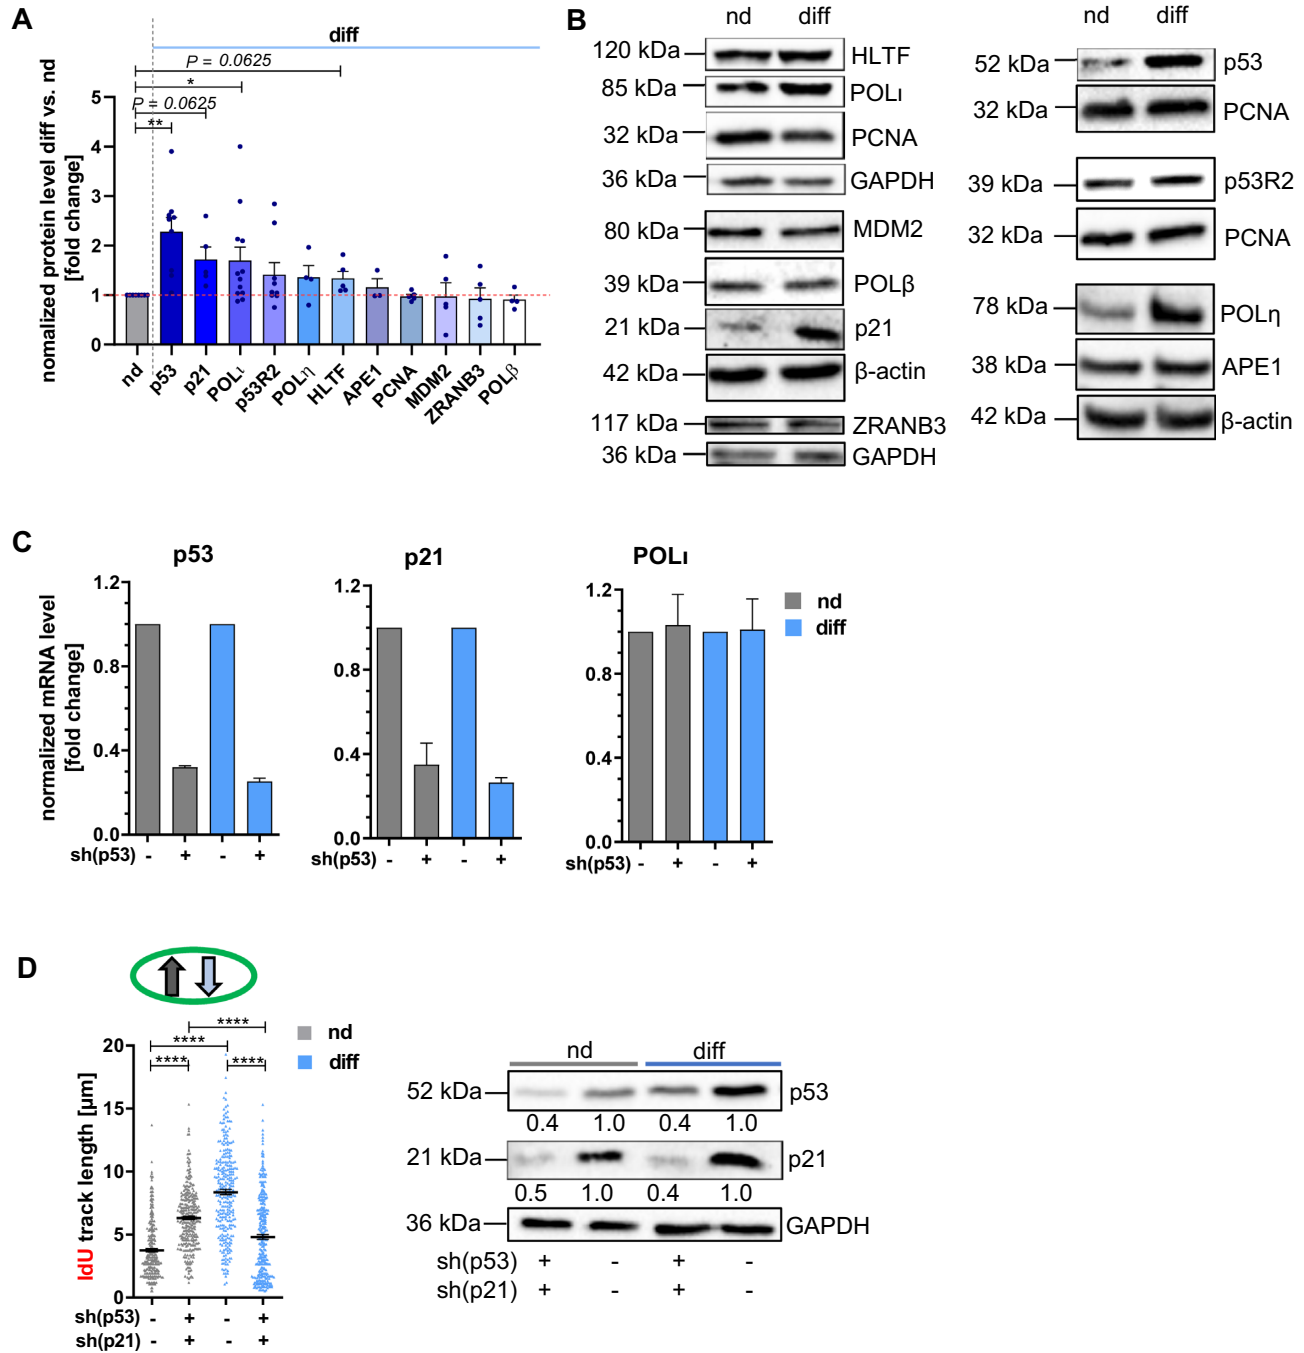 A
diff
P = 0.0625
*
P = 0.0625
**
nomalized protein level diff vs. nd
[fold change]
5
4
3
2
1
0
nd
p53
p21
POLι
p53R2
POLη
HLTF
APE1
PCNA
MDM2
ZRANB3
POLβ
B
nd diff
120 kDa HLTF
85 kDa POLι
32 kDa PCNA
36 kDa GAPDH
80 kDa MDM2
39 kDa POLβ
21 kDa p21
42 kDa β-actin
117 kDa ZRANB3
36 kDa GAPDH
nd diff
52 kDa p53
32 kDa PCNA
39 kDa p53R2
32 kDa PCNA
78 kDa POLη
38 kDa APE1
42 kDa β-actin
C
normalized mRNA level
[fold change]
p53
1.2
0.8
0.4
0.0
sh(p53) - + - +
p21
1.2
0.8
0.4
0.0
sh(p53) - + - +
POLι
1.2
0.8
0.4
0.0
sh(p53) - + - +
nd
diff
D
****
****
**** ****
nd
diff
IdU track length [µm]
20
15
10
5
0
sh(p53) - + - +
sh(p21) - + - +
nd diff
52 kDa p53
0.4 1.0 0.4 1.0
21 kDa p21
0.5 1.0 0.4 1.0
36 kDa GAPDH
sh(p53) + - + -
sh(p21) + - + -